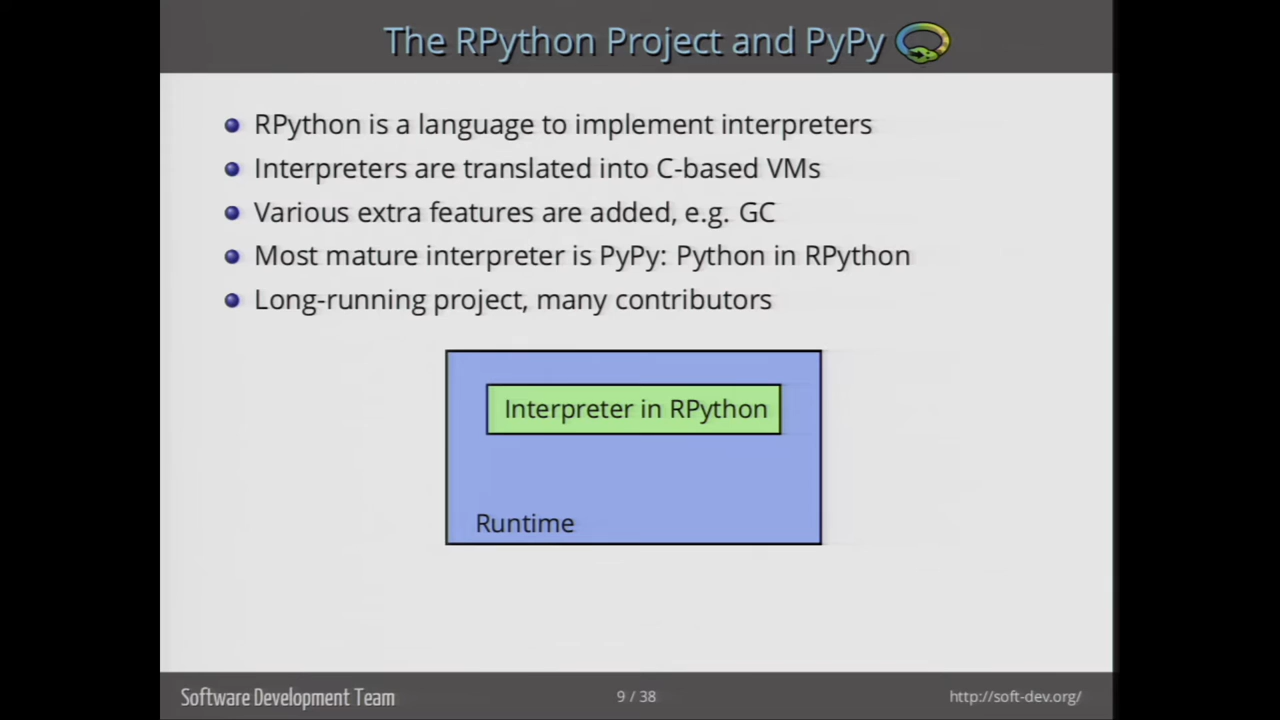 The RPython Project and PyPy
RPython is a language to implement interpreters
Interpreters are translated into C-based VMs
Various extra features are added, e.g. GC
Most mature interpreter is PyPy: Python in RPython
Long-running project, many contributors
Interpreter in RPython
Runtime
Software Development Team
9 / 38
http://soft-dev.org/